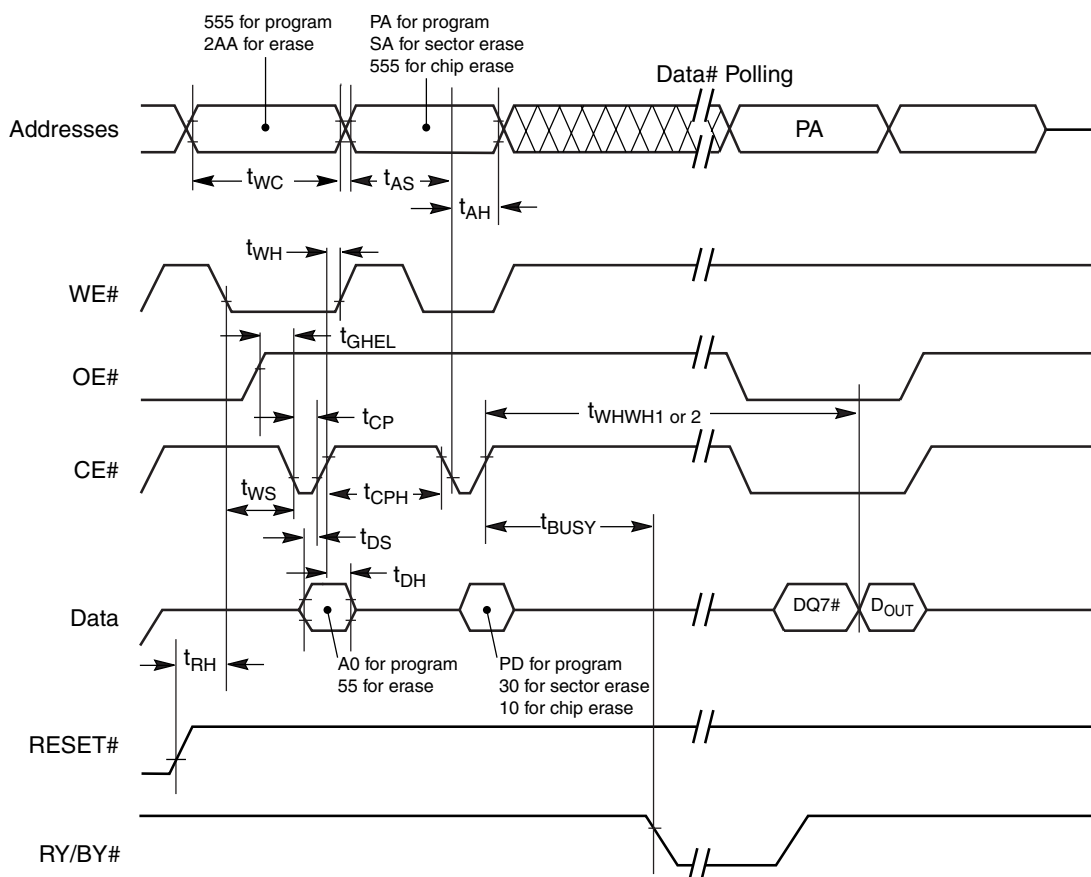 555 for program
2AA for erase
PA for program
SA for sector erase
555 for chip erase
Data# Polling
Addresses
PA
tWC
tAS
tAH
tWH
WE#
tGHEL
OE#
tWHWH1 or 2
tCP
CE#
tWS
tCPH
tBUSY
tDS
tDH
Data
DQ7#
DOUT
tRH
A0 for program
55 for erase
PD for program
30 for sector erase
10 for chip erase
RESET#
RY/BY#